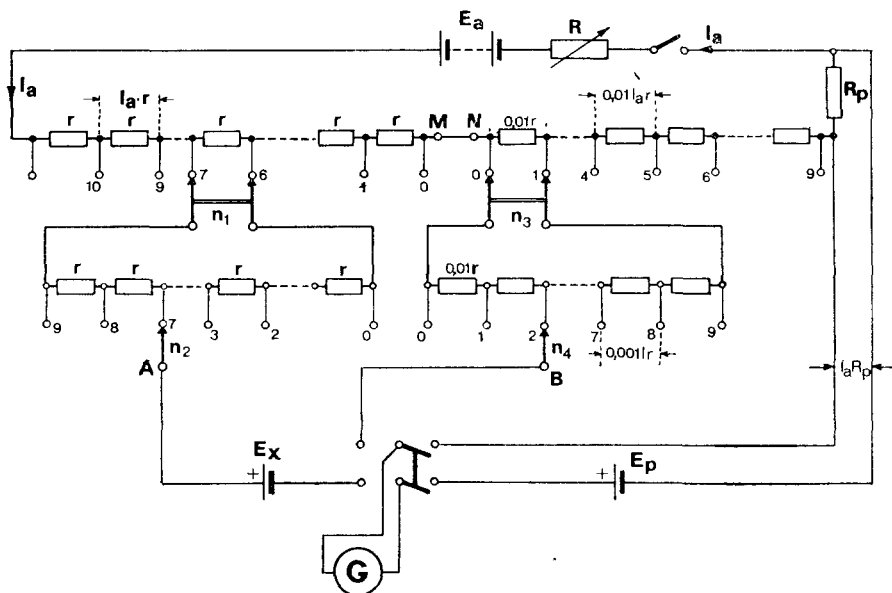 Ea R Ia
Ia Ia·r 0,01Iar Rp
r r r r r M N 0,01r
10 9 7 6 1 0 0 1 4 5 6 9
n1 n3
r r r r 0,01r
9 8 7 3 2 0 0 1 2 7 8 9
n2 n4 0,001Ir
A B IaRp
Ex Ep
+ +
G